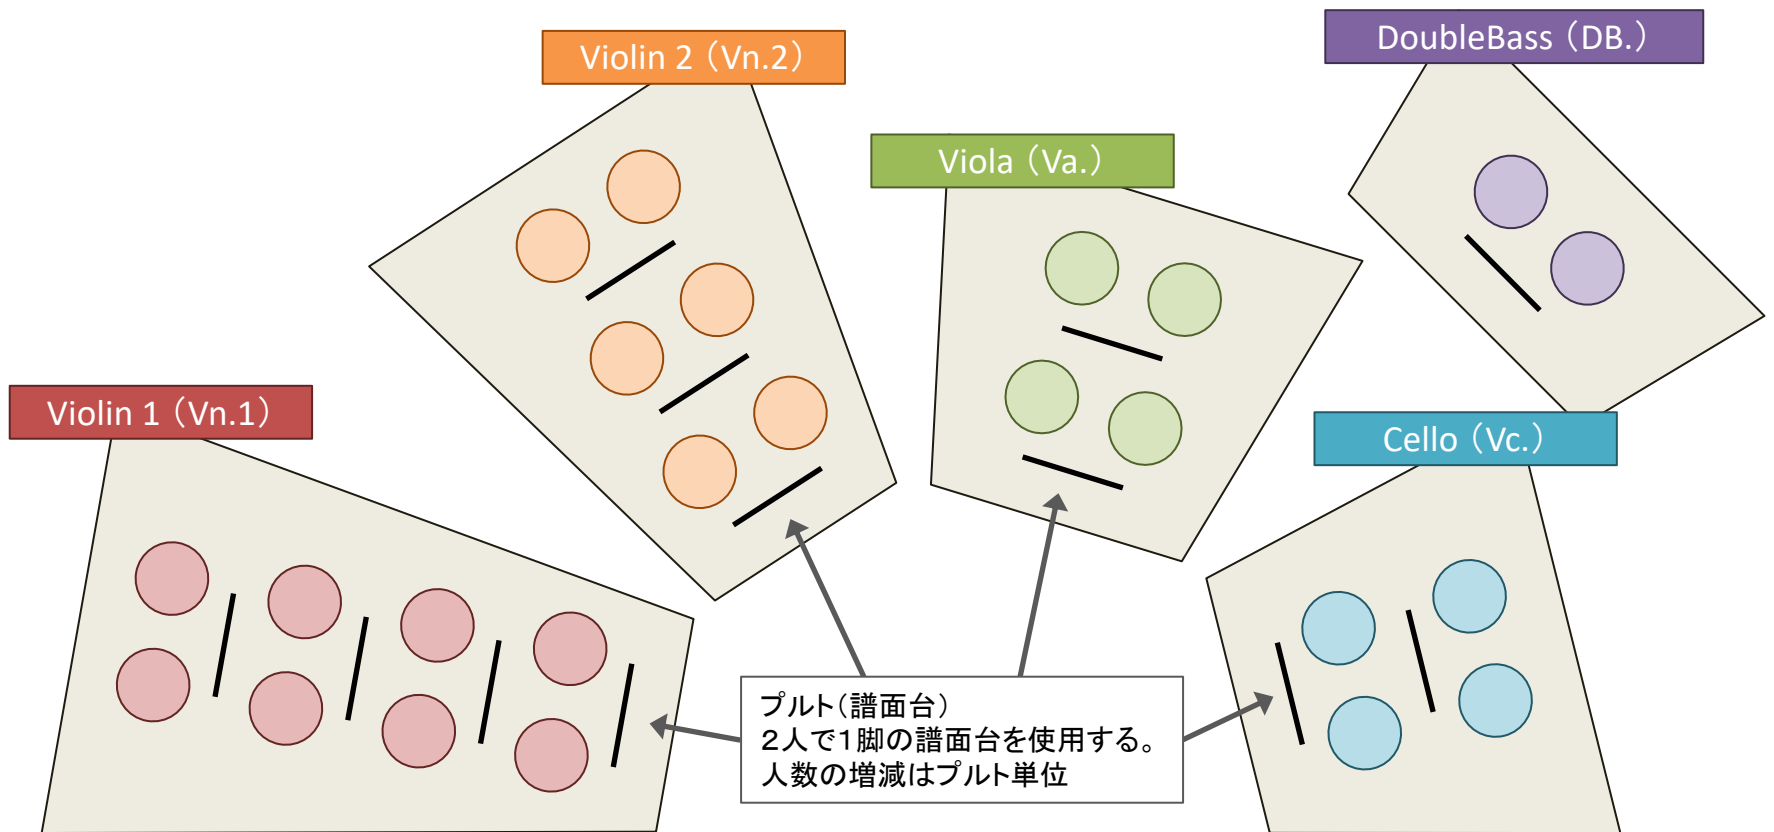 Violin 2（Vn.2）
DoubleBass（DB.）
Viola（Va.）
Violin 1（Vn.1）
Cello（Vc.）
プルト（譜面台）
２人で１脚の譜面台を使用する。
人数の増減はプルト単位